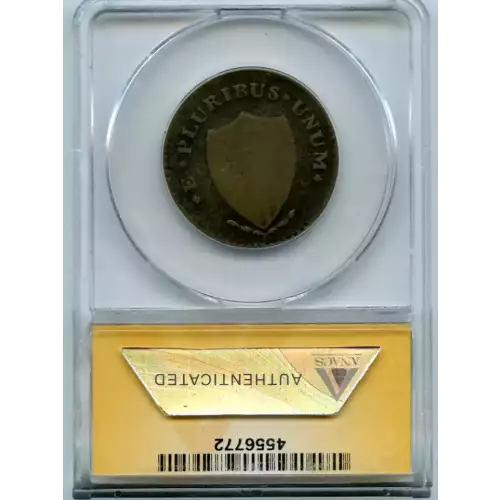 * E * PLURIBUS * UNUM *
ANACS
AUTHENTICATED
4556772